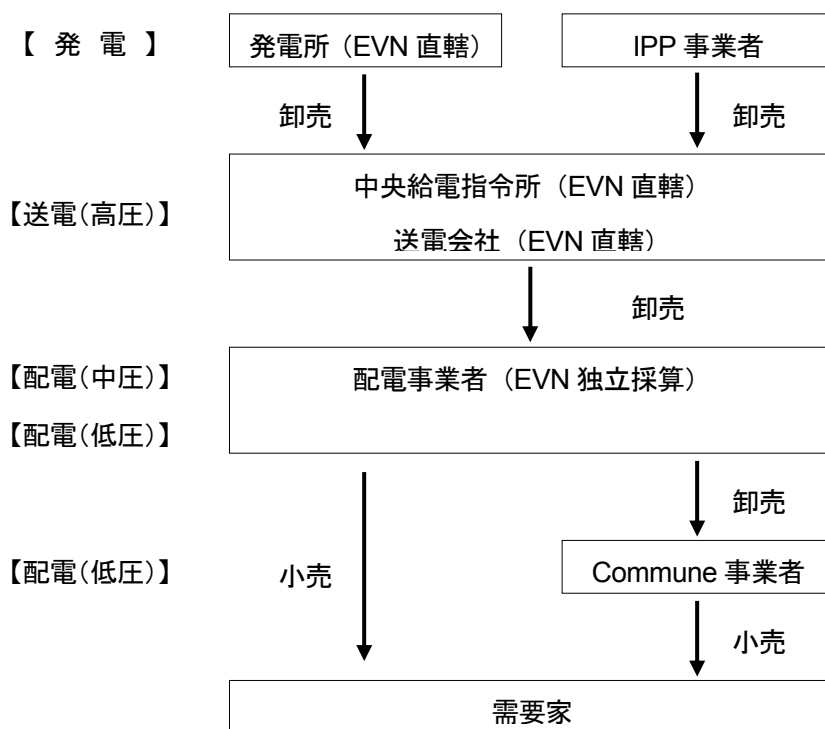 【 発 電 】 発電所（EVN 直轄） IPP 事業者
卸売 卸売
中央給電指令所（EVN 直轄）
【送電（高圧）】
送電会社（EVN 直轄）
卸売
【配電（中圧）】 配電事業者（EVN 独立採算）
【配電（低圧）】
卸売
【配電（低圧）】 小売 Commune 事業者
小売
需要家